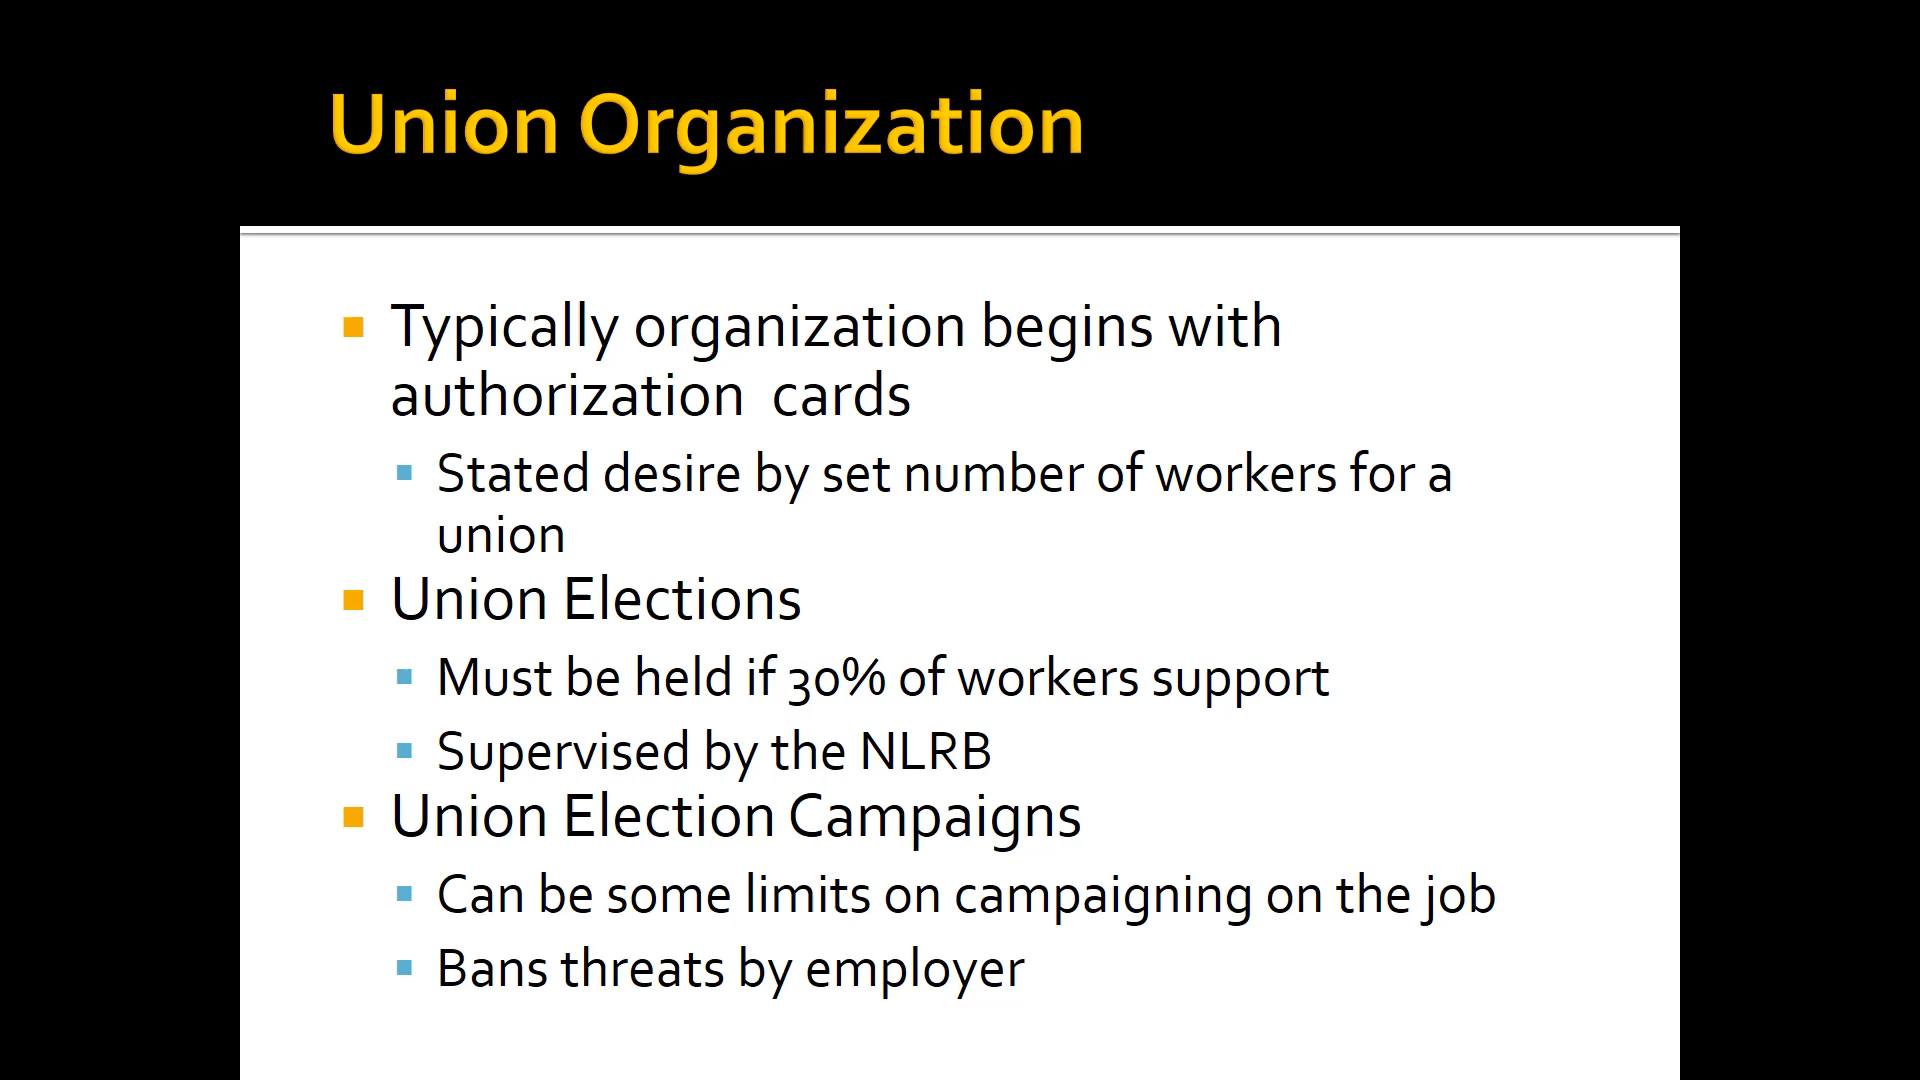 Union Organization
Typically organization begins with
authorization  cards
Stated desire by set number of workers for a
union
Union Elections
Must be held if 30% of workers support
Supervised by the NLRB
Union Election Campaigns
Can be some limits on campaigning on the job
Bans threats by employer